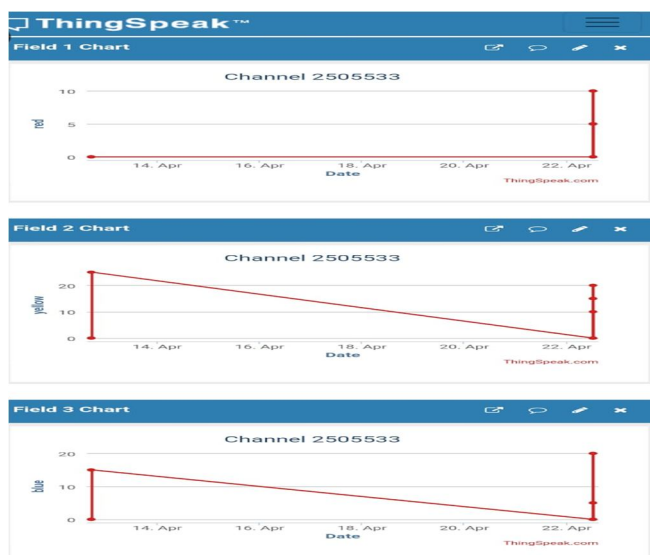 ThingSpeak™
Field 1 Chart
Channel 2505533
10
5
0
red
14. Apr 16. Apr 18. Apr 20. Apr 22. Apr
Date
ThingSpeak.com
Field 2 Chart
Channel 2505533
20
10
0
yellow
14. Apr 16. Apr 18. Apr 20. Apr 22. Apr
Date
ThingSpeak.com
Field 3 Chart
Channel 2505533
20
10
0
blue
14. Apr 16. Apr 18. Apr 20. Apr 22. Apr
Date
ThingSpeak.com